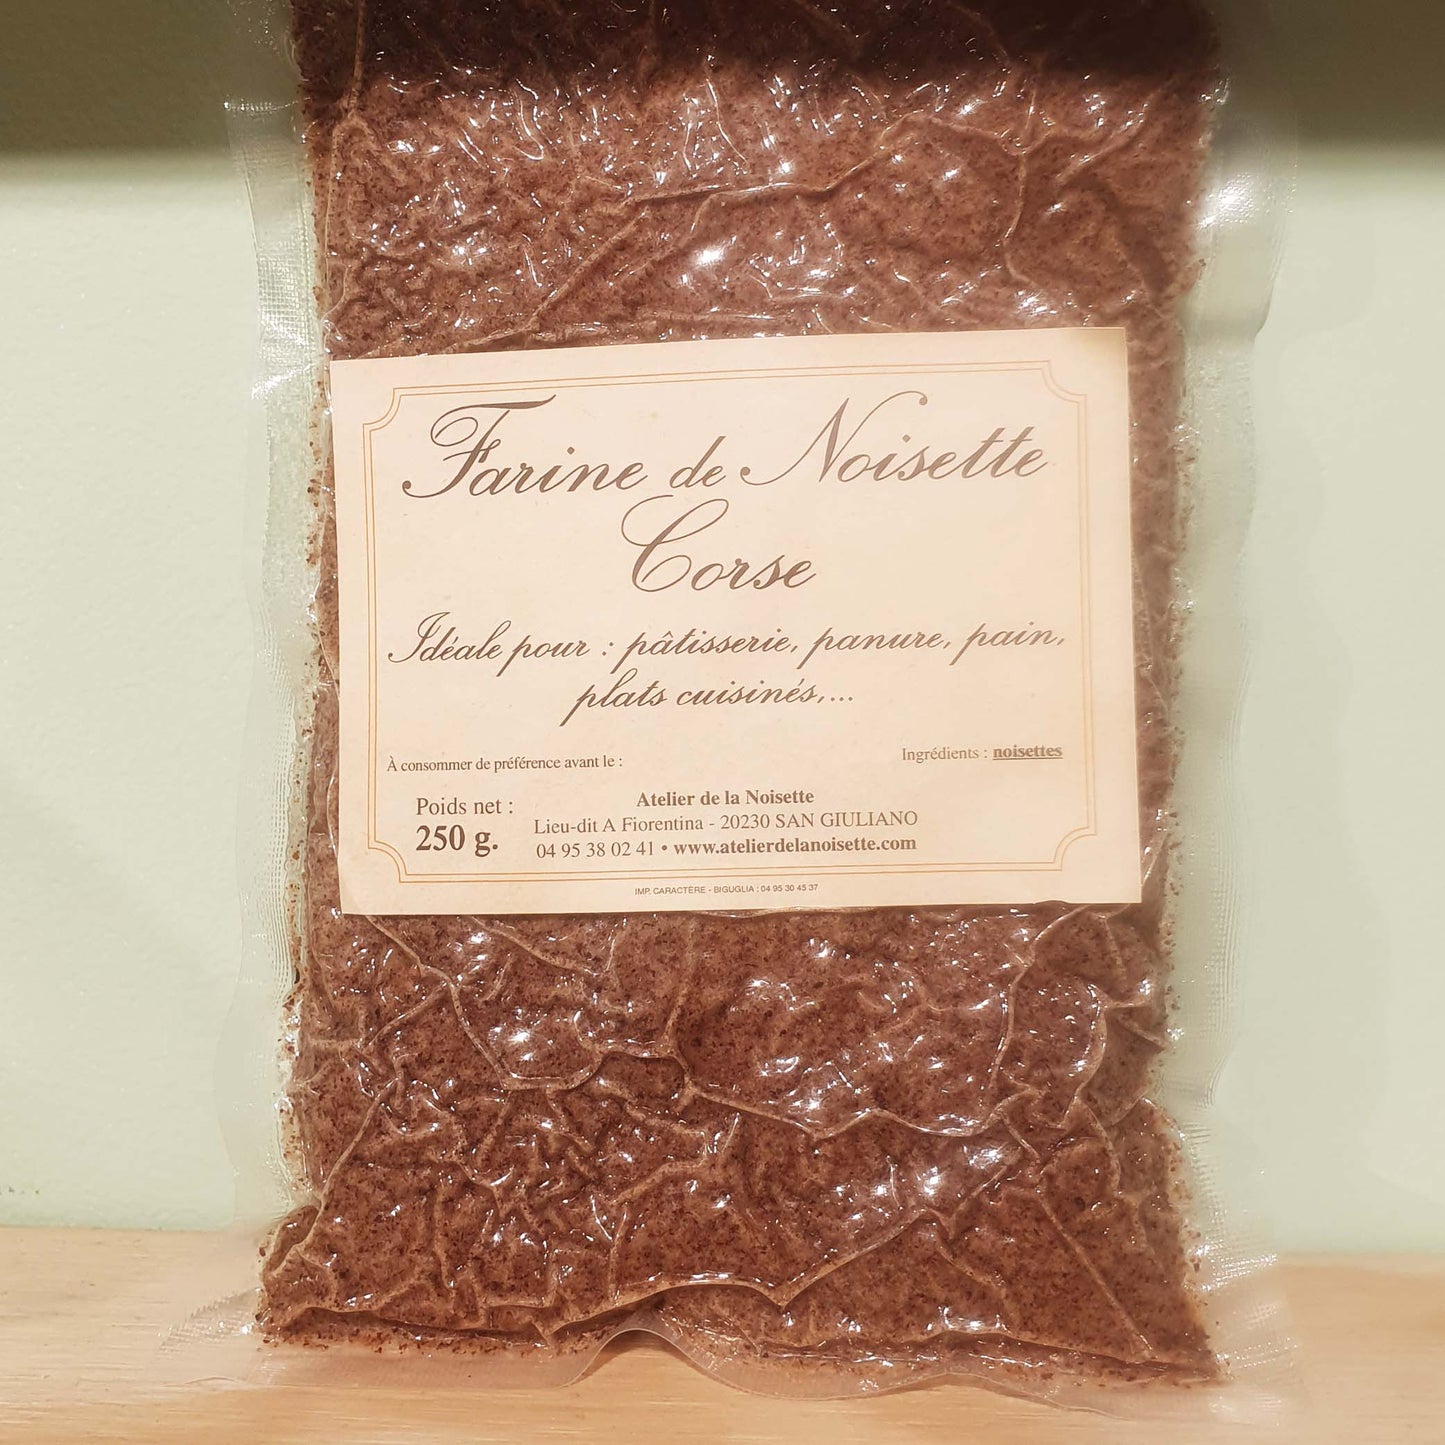 Farine de Noisette
Corse
Idéale pour : pâtisserie, panure, pain,
plats cuisinés,...
À consommer de préférence avant le :
Ingrédients : noisettes
Poids net :
250 g.
Atelier de la Noisette
Lieu-dit A Fiorentina - 20230 SAN GIULIANO
04 95 38 02 41 • www.atelierdelanoisette.com
IMP. CARACTÈRE - BIGUGLIA : 04 95 30 45 37